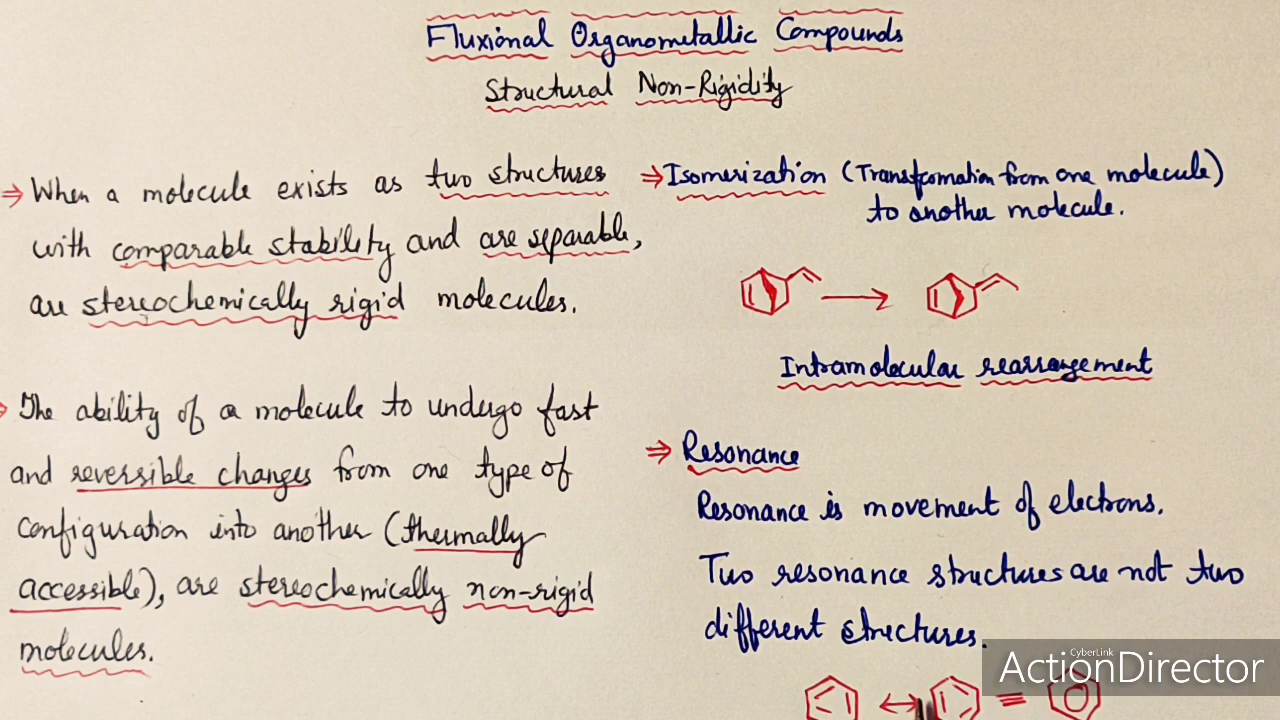 Fluxional Organometallic Compounds
Structural Non-Rigidity
⇒ When a molecule exists as two structures
with comparable stability and are separable,
are stereochemically rigid molecules.
⇒ The ability of a molecule to undergo fast
and reversible changes from one type of
configuration into another (thermally
accessible), are stereochemically non-rigid
molecules.
⇒ Isomerization (Transformation from one molecule)
to another molecule.
Intramolecular rearrangement
⇒ Resonance
Resonance is movement of electrons.
Two resonance structures are not two
different structures.
CyberLink
ActionDirector